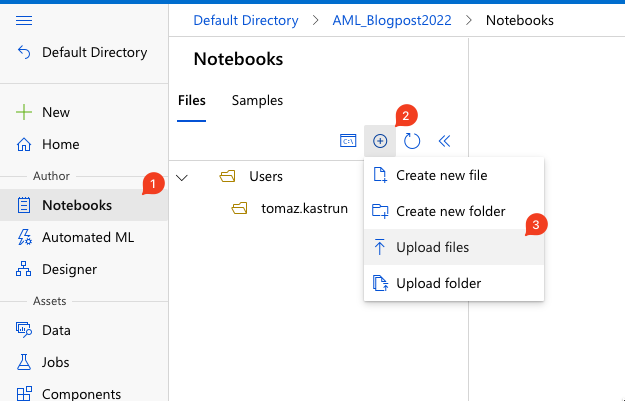 Default Directory > AML_Blogpost2022 > Notebooks
Default Directory
Notebooks
Files Samples
New
2
C:\
Home
Author
1
Users
Create new file
Notebooks
tomaz.kastrun
Create new folder
3
Automated ML
Upload files
Designer
Upload folder
Assets
Data
Jobs
Components